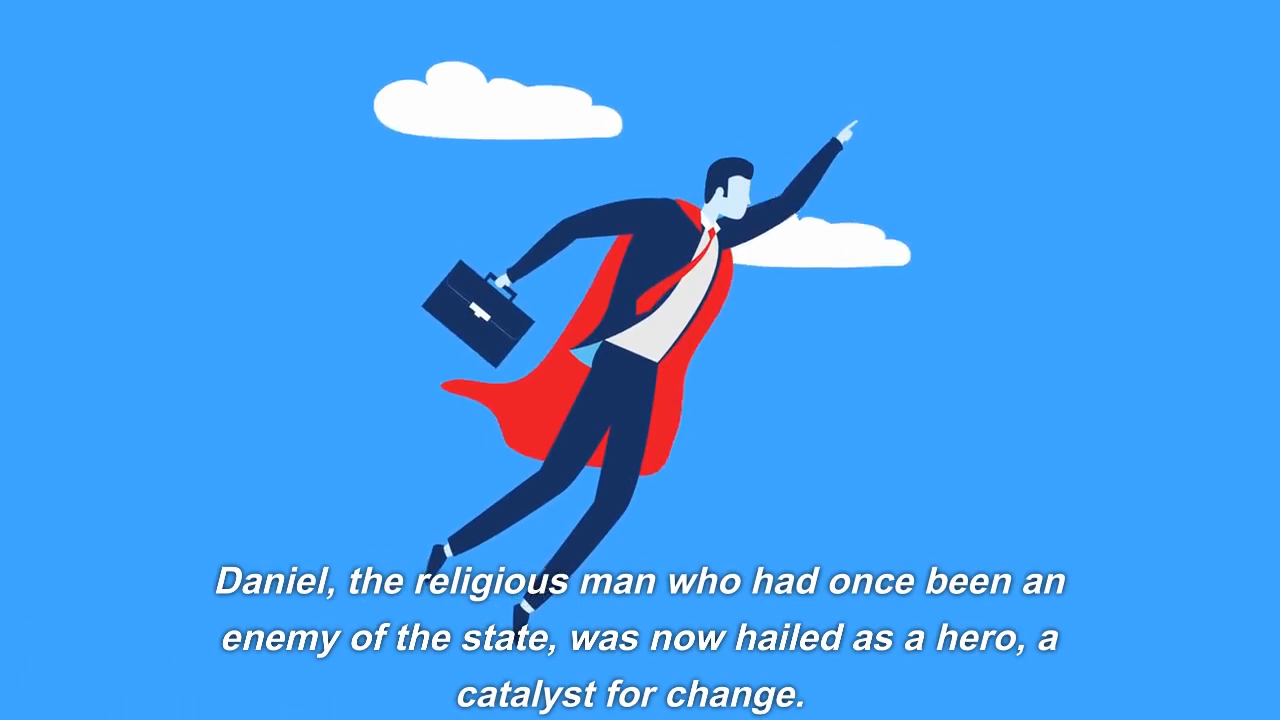 Daniel, the religious man who had once been an
enemy of the state, was now hailed as a hero, a
catalyst for change.